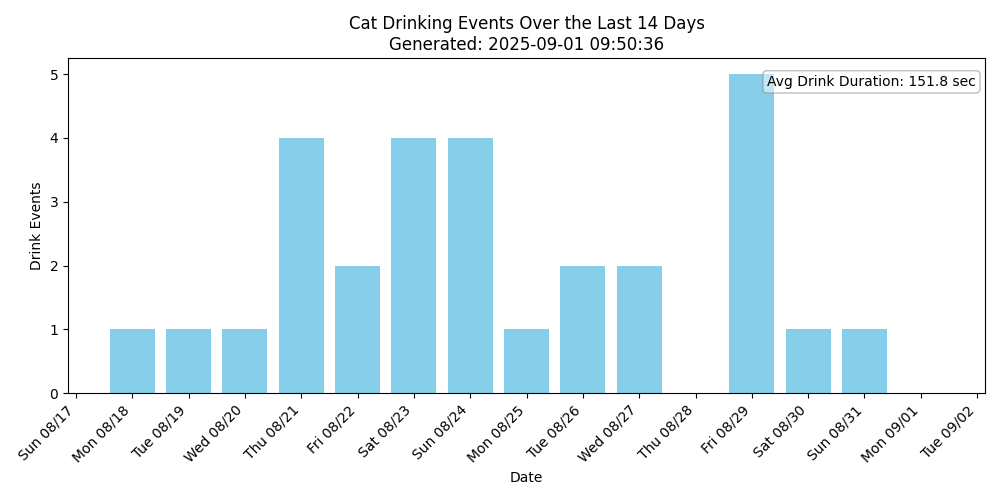 Cat Drinking Events Over the Last 14 Days
Generated: 2025-09-01 09:50:36
Avg Drink Duration: 151.8 sec
Drink Events
5
4
3
2
1
0
Sun 08/17
Mon 08/18
Tue 08/19
Wed 08/20
Thu 08/21
Fri 08/22
Sat 08/23
Sun 08/24
Mon 08/25
Tue 08/26
Wed 08/27
Thu 08/28
Fri 08/29
Sat 08/30
Sun 08/31
Mon 09/01
Tue 09/02
Date